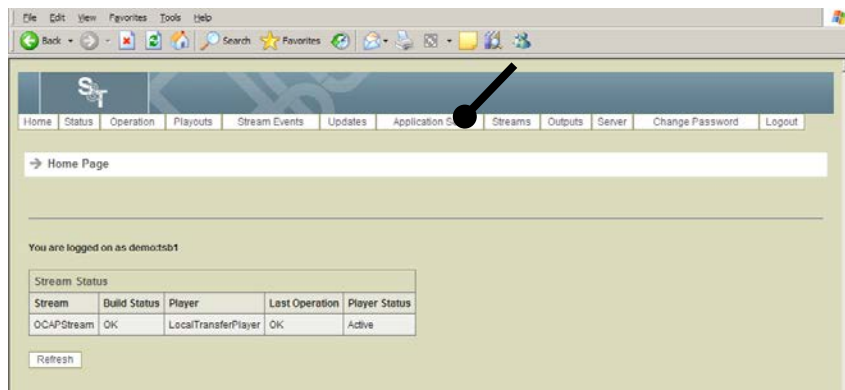 File Edit View Favorites Tools Help
Back Search Favorites
S
T
Home Status Operation Playouts Stream Events Updates Application Streams Outputs Server Change Password Logout
Home Page
You are logged on as demo:tsb1
Stream Status
Stream Build Status Player Last Operation Player Status
OCAPStream OK LocalTransferPlayer OK Active
Refresh